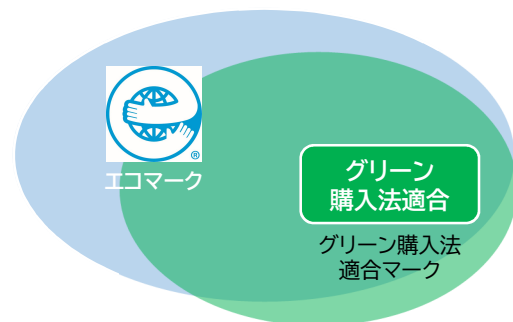 エコマーク
グリーン
購入法適合
グリーン購入法
適合マーク
®